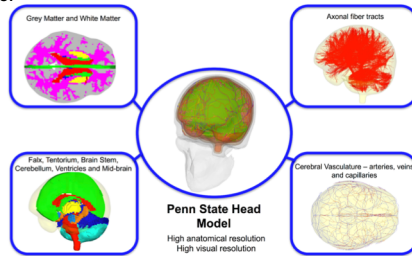 Grey Matter and White Matter
Axonal fiber tracts
Falx, Tentorium, Brain Stem,
Cerebellum, Ventricles and Mid-brain
Cerebral Vasculature – arteries, veins
and capillaries
Penn State Head
Model
High anatomical resolution
High visual resolution